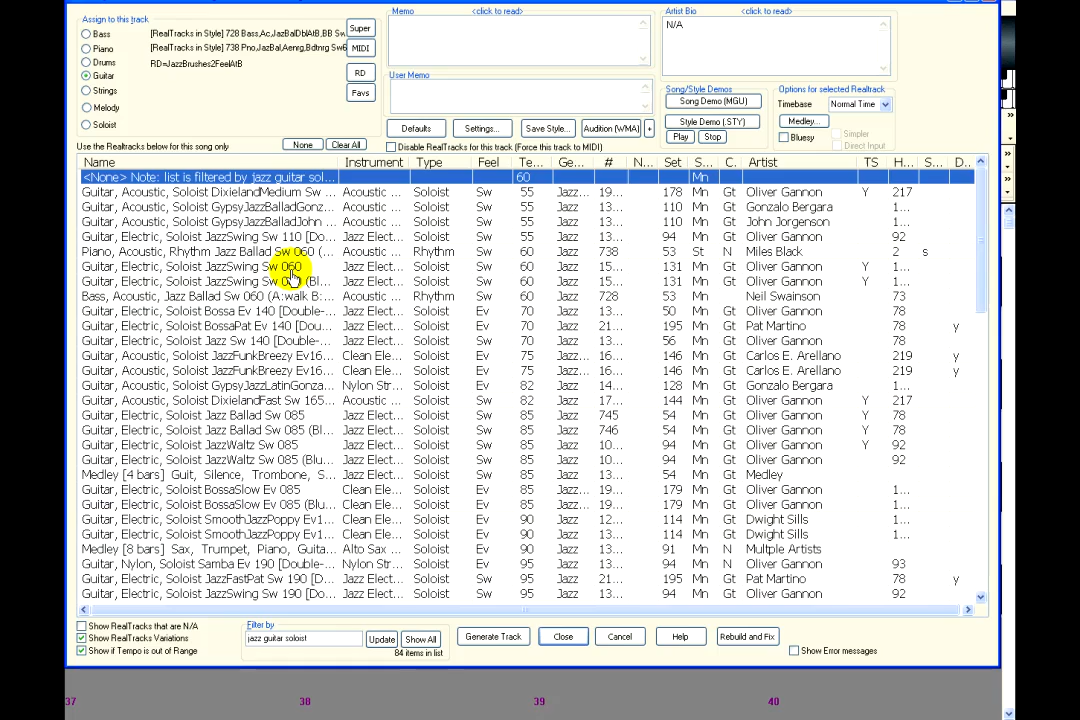 Assign to this track
Bass
Piano
Drums
Guitar
Strings
Melody
Soloist
[RealTracks in Style] 728 Bass,Ac,JazBalDblAtB,BB Sw
[RealTracks in Style] 738 Pno,JazBal,Aenrg,Bdtnrg Sw6
RD=JazzBrushes2FeelAtB
Super
MIDI
RD
Favs
Memo <click to read>
User Memo
Artist Bio <click to read>
N/A
Song/Style Demos
Song Demo (MGU)
Style Demo (.STY)
Play Stop
Options for selected Realtrack
Timebase Normal Time
Medley...
Bluesy
Simpler
Direct Input
Defaults Settings... Save Style... Audition (WMA) +
Use the Realtracks below for this song only None Clear All Disable RealTracks for this track (Force this track to MIDI)
Name Instrument Type Feel Te... Ge... # N... Set S... C. Artist TS H... S... D..
<None> Note: list is filtered by jazz guitar sol... 60 Mn
Guitar, Acoustic, Soloist DixielandMedium Sw ... Acoustic ... Soloist Sw 55 Jazz... 19... 178 Mn Gt Oliver Gannon Y 217
Guitar, Acoustic, Soloist GypsyJazzBalladGonz... Acoustic ... Soloist Sw 55 Jazz... 13... 110 Mn Gt Gonzalo Bergara 1...
Guitar, Acoustic, Soloist GypsyJazzBalladJohn ... Acoustic ... Soloist Sw 55 Jazz... 13... 110 Mn Gt John Jorgenson 1...
Guitar, Electric, Soloist JazzSwing Sw 110 [Do... Jazz Elect... Soloist Sw 55 Jazz 13... 94 Mn Gt Oliver Gannon 92
Piano, Acoustic, Rhythm Jazz Ballad Sw 060 (... Acoustic ... Rhythm Sw 60 Jazz 738 53 St N Miles Black 2 s
Guitar, Electric, Soloist JazzSwing Sw 060 Jazz Elect... Soloist Sw 60 Jazz 15... 131 Mn Gt Oliver Gannon Y 1...
Guitar, Electric, Soloist JazzSwing Sw (Bl... Jazz Elect... Soloist Sw 60 Jazz 15... 131 Mn Gt Oliver Gannon Y 1...
Bass, Acoustic, Jazz Ballad Sw 060 (A:walk B:... Acoustic ... Rhythm Sw 60 Jazz 728 53 Mn Neil Swainson 73
Guitar, Electric, Soloist Bossa Ev 140 [Double-... Jazz Elect... Soloist Ev 70 Jazz 13... 50 Mn Gt Oliver Gannon 78
Guitar, Electric, Soloist BossaPat Ev 140 [Dou... Jazz Elect... Soloist Ev 70 Jazz 21... 195 Mn Gt Pat Martino 78 y
Guitar, Electric, Soloist Jazz Sw 140 [Double-... Jazz Elect... Soloist Sw 70 Jazz 13... 56 Mn Gt Oliver Gannon 78
Guitar, Acoustic, Soloist JazzFunkBreezy Ev16... Clean Ele... Soloist Ev 75 Jazz 16... 146 Mn Gt Carlos E. Arellano 219 y
Guitar, Acoustic, Soloist JazzFunkBreezy Ev16... Clean Ele... Soloist Ev 75 Jazz 16... 146 Mn Gt Carlos E. Arellano 219 y
Guitar, Acoustic, Soloist GypsyJazzLatinGonza... Nylon Str... Soloist Ev 82 Jazz 14... 128 Mn Gt Gonzalo Bergara
Guitar, Acoustic, Soloist DixielandFast Sw 165... Acoustic ... Soloist Sw 82 Jazz 17... 144 Mn Gt Oliver Gannon Y 217
Guitar, Electric, Soloist Jazz Ballad Sw 085 Jazz Elect... Soloist Sw 85 Jazz 745 54 Mn Gt Oliver Gannon Y 78
Guitar, Electric, Soloist Jazz Ballad Sw 085 (Bl... Jazz Elect... Soloist Sw 85 Jazz 746 54 Mn Gt Oliver Gannon Y 78
Guitar, Electric, Soloist JazzWaltz Sw 085 Jazz Elect... Soloist Sw 85 Jazz 10... 94 Mn Gt Oliver Gannon Y 92
Guitar, Electric, Soloist JazzWaltz Sw 085 (Blu... Jazz Elect... Soloist Sw 85 Jazz 10... 94 Mn Gt Oliver Gannon 92
Medley [4 bars] Guit, Silence, Trombone, S... Jazz Elect... Soloist Sw 85 Jazz 13... 54 Mn Gt Medley
Guitar, Electric, Soloist BossaSlow Ev 085 Clean Ele... Soloist Ev 85 Jazz... 19... 179 Mn Gt Oliver Gannon 1...
Guitar, Electric, Soloist BossaSlow Ev 085 (Blu... Clean Ele... Soloist Ev 85 Jazz... 19... 179 Mn Gt Oliver Gannon 1...
Guitar, Electric, Soloist SmoothJazzPoppy Ev1... Clean Ele... Soloist Ev 90 Jazz 12... 114 Mn Gt Dwight Sills
Guitar, Electric, Soloist SmoothJazzPoppy Ev1... Clean Ele... Soloist Ev 90 Jazz 13... 114 Mn Gt Dwight Sills
Medley [8 bars] Sax, Trumpet, Piano, Guita... Alto Sax ... Soloist Sw 90 Jazz 13... 91 Mn N Multple Artists
Guitar, Nylon, Soloist Samba Ev 190 [Double-... Nylon Str... Soloist Ev 95 Jazz 13... Mn N Oliver Gannon 93
Guitar, Electric, Soloist JazzFastPat Sw 190 [D... Jazz Elect... Soloist Sw 95 Jazz 21... 195 Mn Gt Pat Martino 78 y
Guitar, Electric, Soloist JazzSwing Sw 190 [Do... Jazz Elect... Soloist Sw 95 Jazz 13... 94 Mn Gt Oliver Gannon 92
Show RealTracks that are N/A
Show RealTracks Variations
Show if Tempo is out of Range
Filter by
jazz guitar soloist Update Show All
84 items in list
Generate Track Close Cancel Help Rebuild and Fix
Show Error messages
37 38 39 40